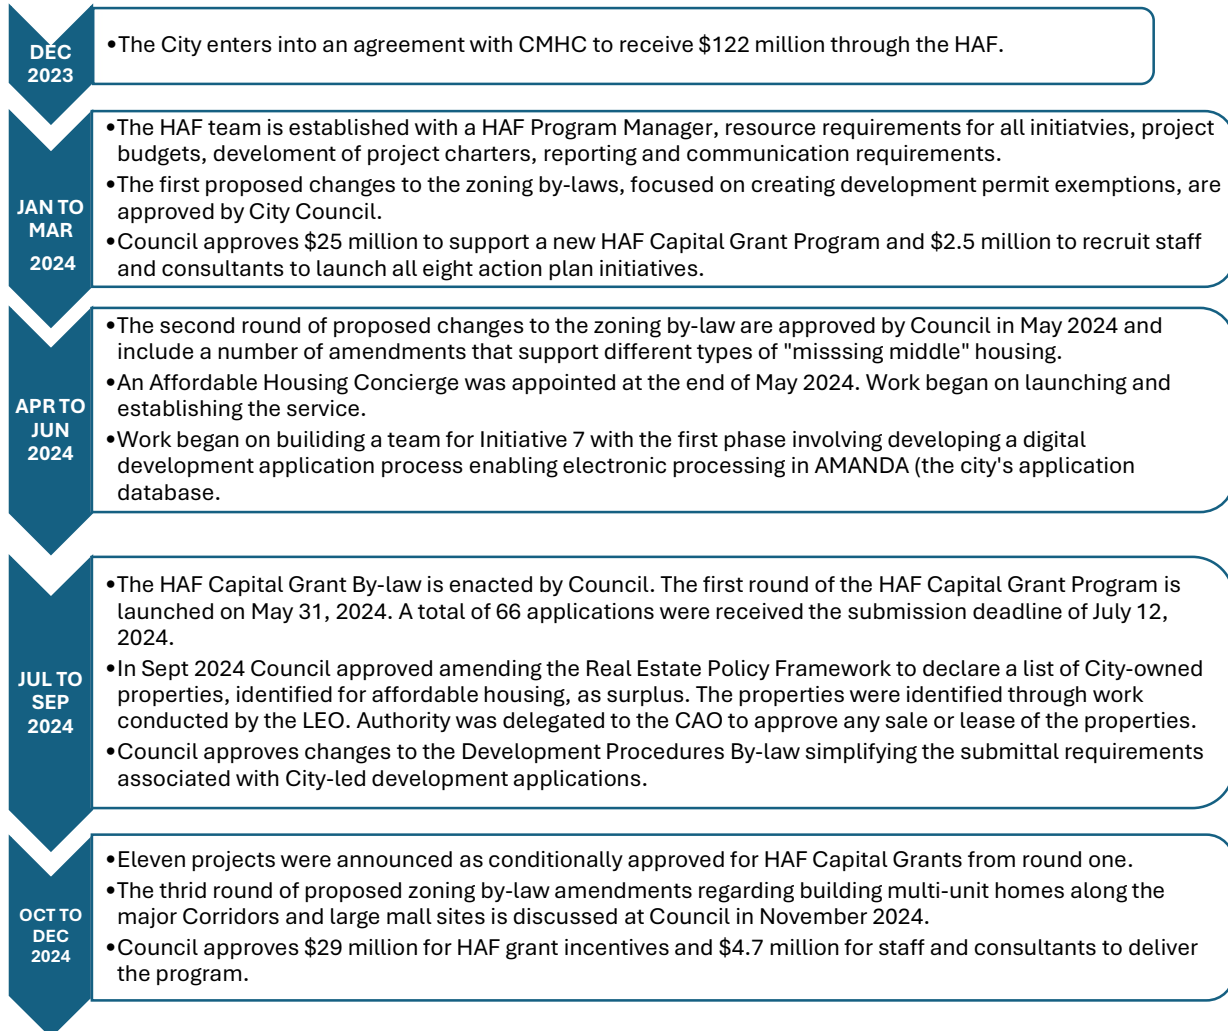 DEC
2023
•The City enters into an agreement with CMHC to receive $122 million through the HAF.
JAN TO
MAR
2024
•The HAF team is established with a HAF Program Manager, resource requirements for all initiatvies, project
budgets, develoment of project charters, reporting and communication requirements.
•The first proposed changes to the zoning by-laws, focused on creating development permit exemptions, are
approved by City Council.
•Council approves $25 million to support a new HAF Capital Grant Program and $2.5 million to recruit staff
and consultants to launch all eight action plan initiatives.
APR TO
JUN
2024
•The second round of proposed changes to the zoning by-law are approved by Council in May 2024 and
include a number of amendments that support different types of "misssing middle" housing.
•An Affordable Housing Concierge was appointed at the end of May 2024. Work began on launching and
establishing the service.
•Work began on builiding a team for Initiative 7 with the first phase involving developing a digital
development application process enabling electronic processing in AMANDA (the city's application
database.
JUL TO
SEP
2024
•The HAF Capital Grant By-law is enacted by Council. The first round of the HAF Capital Grant Program is
launched on May 31, 2024. A total of 66 applications were received the submission deadline of July 12,
2024.
•In Sept 2024 Council approved amending the Real Estate Policy Framework to declare a list of City-owned
properties, identified for affordable housing, as surplus. The properties were identified through work
conducted by the LEO. Authority was delegated to the CAO to approve any sale or lease of the properties.
•Council approves changes to the Development Procedures By-law simplifying the submittal requirements
associated with City-led development applications.
OCT TO
DEC
2024
•Eleven projects were announced as conditionally approved for HAF Capital Grants from round one.
•The thrid round of proposed zoning by-law amendments regarding building multi-unit homes along the
major Corridors and large mall sites is discussed at Council in November 2024.
•Council approves $29 million for HAF grant incentives and $4.7 million for staff and consultants to deliver
the program.